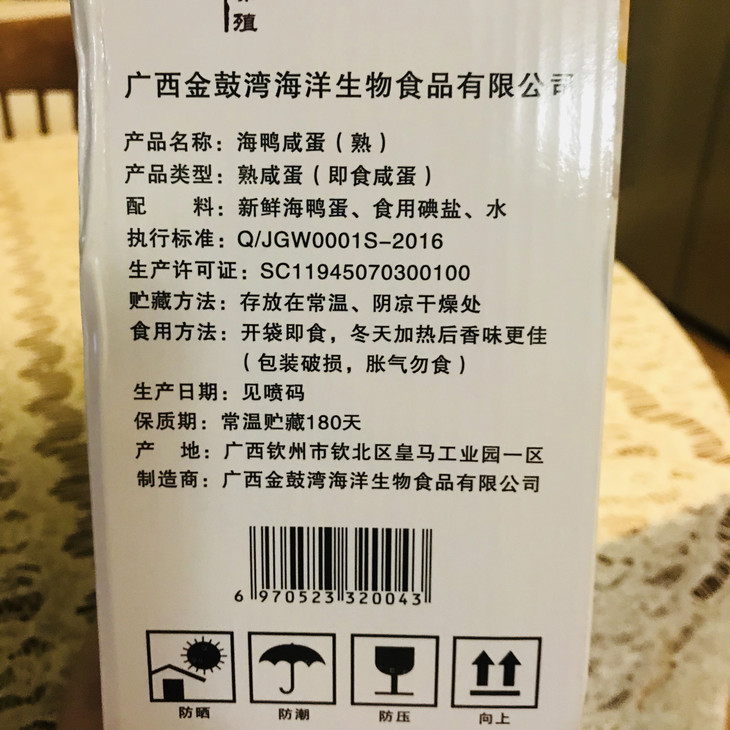 殖
广西金鼓湾海洋生物食品有限公司
产品名称：海鸭咸蛋（熟）
产品类型：熟咸蛋（即食咸蛋）
配 料：新鲜海鸭蛋、食用碘盐、水
执行标准：Q/JGW0001S-2016
生产许可证：SC11945070300100
贮藏方法：存放在常温、阴凉干燥处
食用方法：开袋即食，冬天加热后香味更佳
（包装破损，胀气勿食）
生产日期：见喷码
保质期：常温贮藏180天
产 地：广西钦州市钦北区皇马工业园一区
制造商：广西金鼓湾海洋生物食品有限公司
6 970523 320043
防晒 防潮 防压 向上